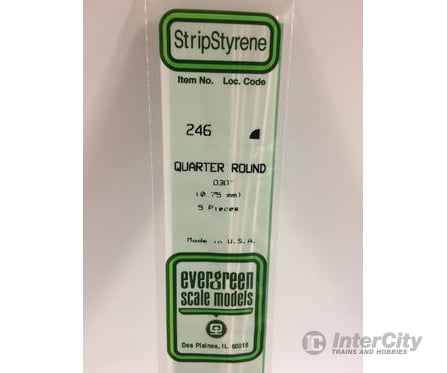 StripStyrene
Item No. Loc. Code
246
QUARTER ROUND
.030"
(0.75 mm)
5 Pieces
Made in U.S.A.
evergreen
scale models
Des Plaines, IL 60018
InterCity
TRAINS AND HOBBIES